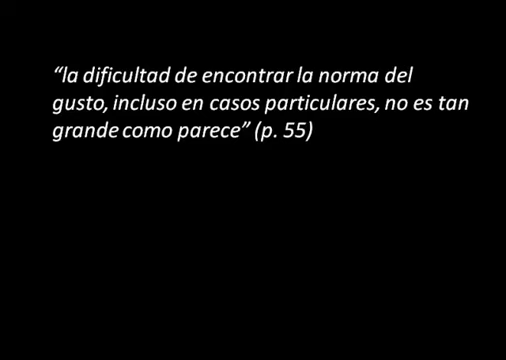 “la dificultad de encontrar la norma del
gusto, incluso en casos particulares, no es tan
grande como parece” (p. 55)